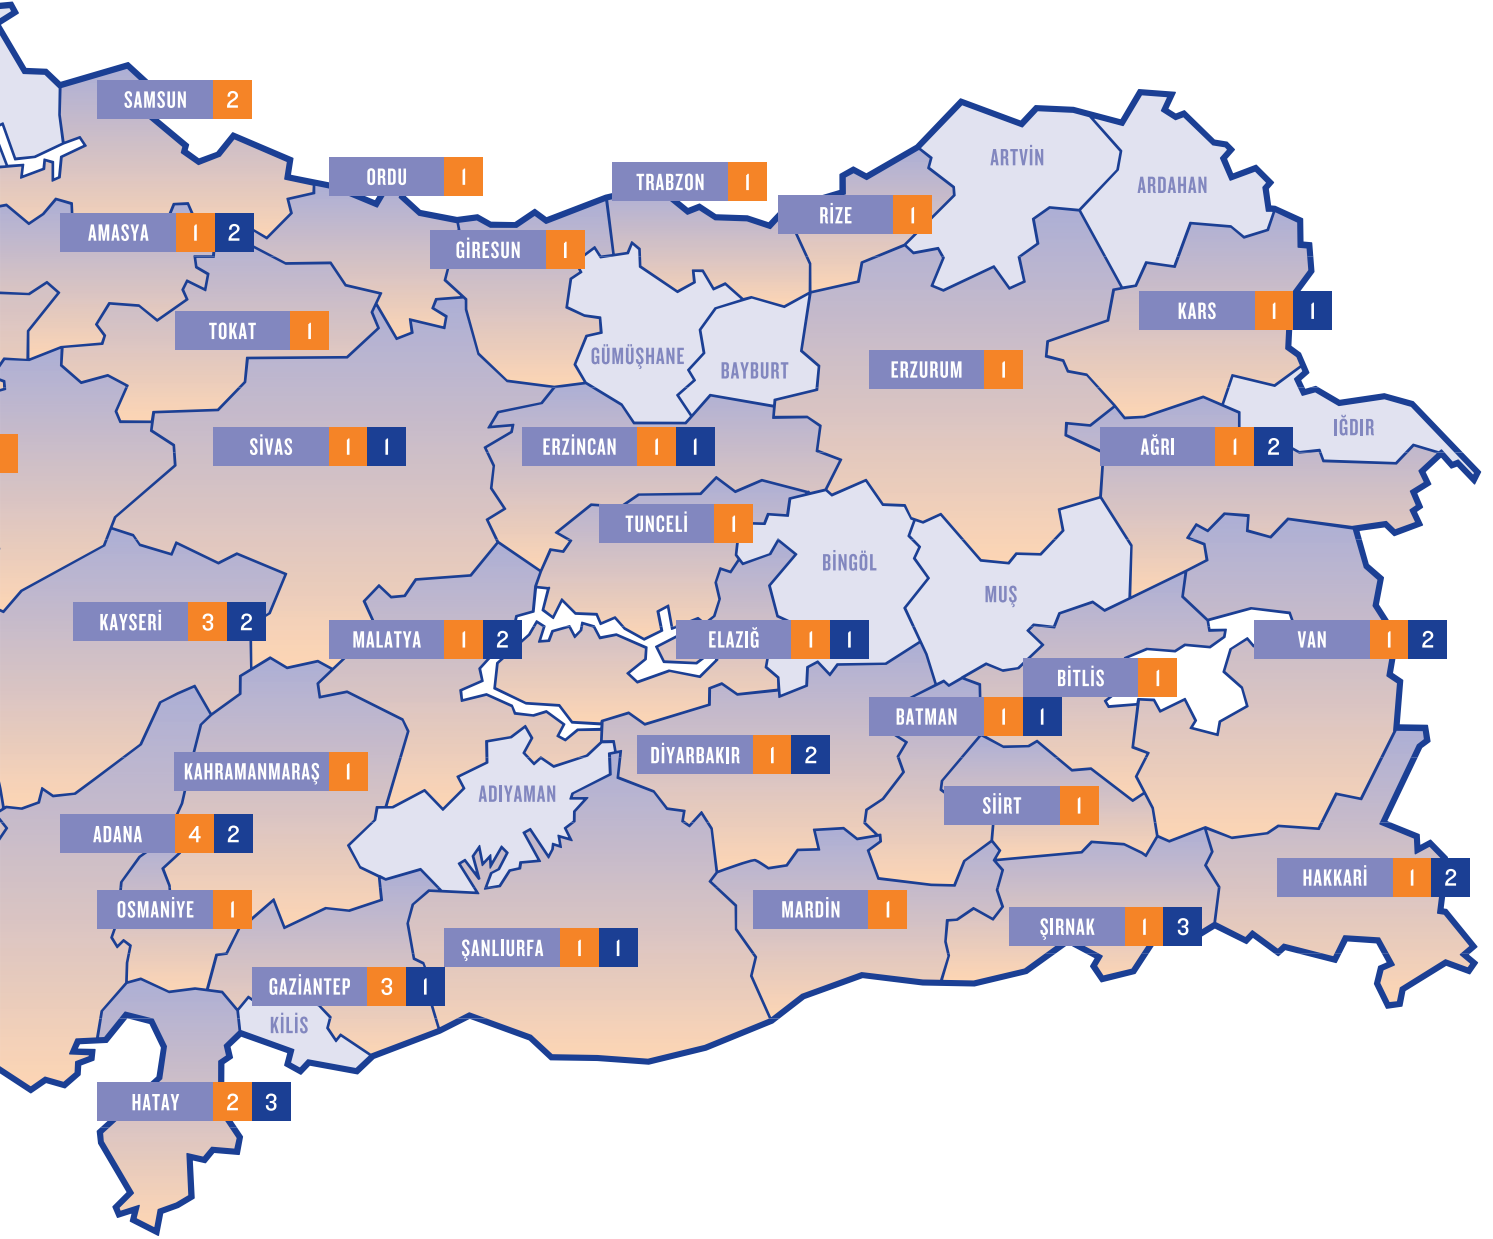 SAMSUN 2
ARTVİN
ORDU 1
TRABZON 1
ARDAHAN
RİZE 1
AMASYA 1 2
GİRESUN 1
KARS 1 1
TOKAT 1
GÜMÜŞHANE
BAYBURT
ERZURUM 1
IĞDIR
SİVAS 1 1
ERZİNCAN 1 1
AĞRI 1 2
TUNCELİ 1
BİNGÖL
MUŞ
KAYSERİ 3 2
MALATYA 1 2
ELAZIĞ 1 1
VAN 1 2
BİTLİS 1
BATMAN 1 1
DİYARBAKIR 1 2
KAHRAMANMARAŞ 1
ADIYAMAN
SİİRT 1
ADANA 4 2
HAKKARİ 1 2
OSMANİYE 1
MARDİN 1
ŞIRNAK 1 3
ŞANLIURFA 1 1
GAZİANTEP 3 1
KİLİS
HATAY 2 3